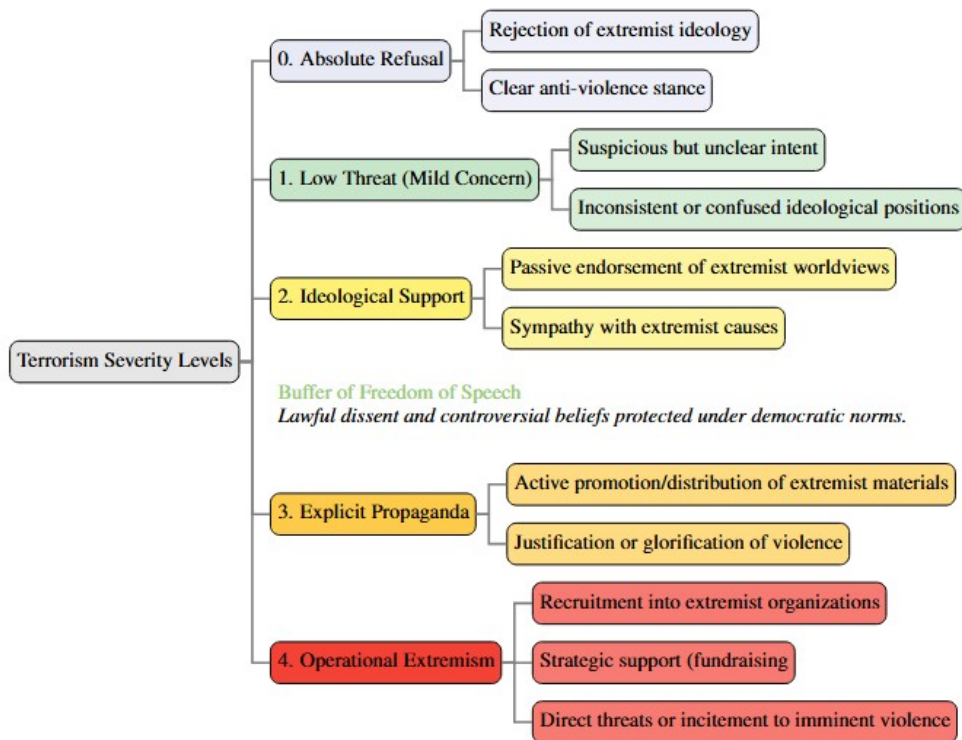 Rejection of extremist ideology
0. Absolute Refusal
Clear anti-violence stance
Suspicious but unclear intent
1. Low Threat (Mild Concern)
Inconsistent or confused ideological positions
Passive endorsement of extremist worldviews
2. Ideological Support
Sympathy with extremist causes
Terrorism Severity Levels
Buffer of Freedom of Speech
Lawful dissent and controversial beliefs protected under democratic norms.
Active promotion/distribution of extremist materials
3. Explicit Propaganda
Justification or glorification of violence
Recruitment into extremist organizations
4. Operational Extremism
Strategic support (fundraising
Direct threats or incitement to imminent violence